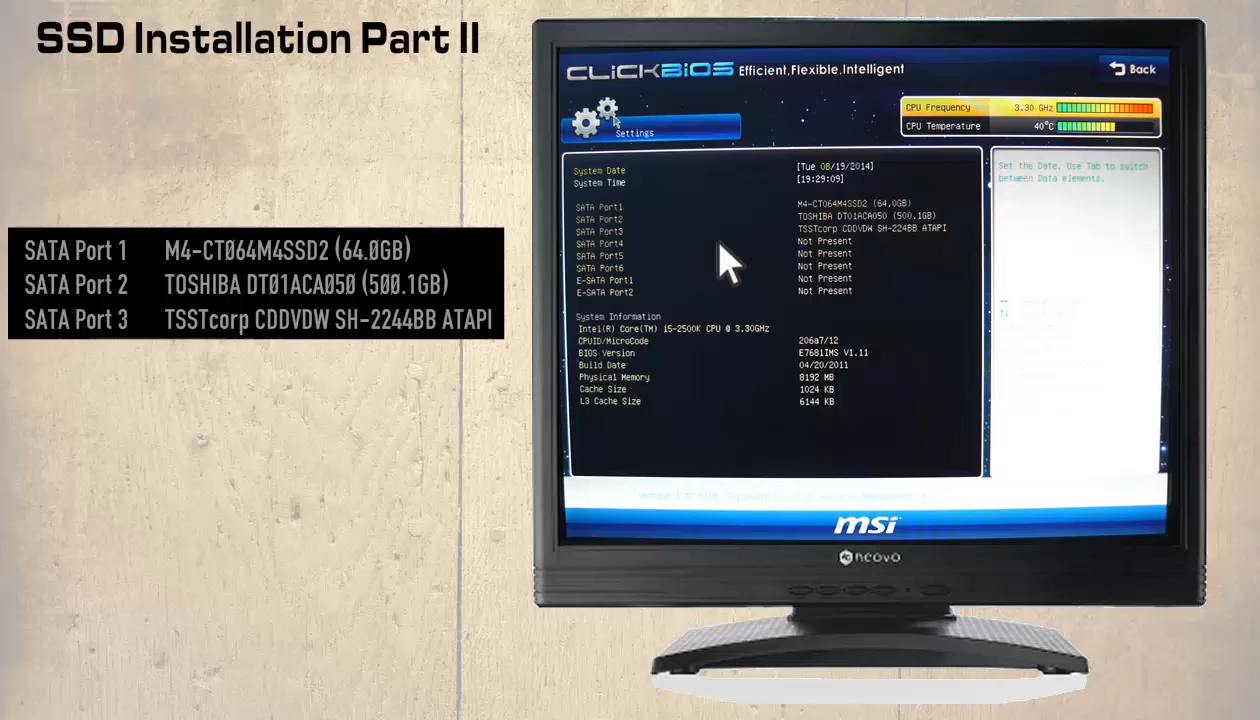 SSD Installation Part II
SATA Port 1 M4-CT064M4SSD2 (64.0GB)
SATA Port 2 TOSHIBA DT01ACA050 (500.1GB)
SATA Port 3 TSSTcorp CDDVDW SH-2244BB ATAPI
CLiCKBiOS Efficient,Flexible,Intelligent
Back
Settings
CPU Frequency 3.30 GHz
CPU Temperature 40°C
System Date [Tue 08/19/2014]
System Time [19:29:09]
SATA Port1 M4-CT064M4SSD2 (64.0GB)
SATA Port2 TOSHIBA DT01ACA050 (500.1GB)
SATA Port3 TSSTcorp CDDVDW SH-224BB ATAPI
SATA Port4 Not Present
SATA Port5 Not Present
SATA Port6 Not Present
E-SATA Port1 Not Present
E-SATA Port2 Not Present
System Information
Intel(R) Core(TM) i5-2500K CPU @ 3.30GHz
CPUID/MicroCode 206a7/12
BIOS Version E7681IMS V1.11
Build Date 04/20/2011
Physical Memory 8192 MB
Cache Size 1024 KB
L3 Cache Size 6144 KB
Set the Date. Use Tab to switch
between Data elements.
msi
neovo